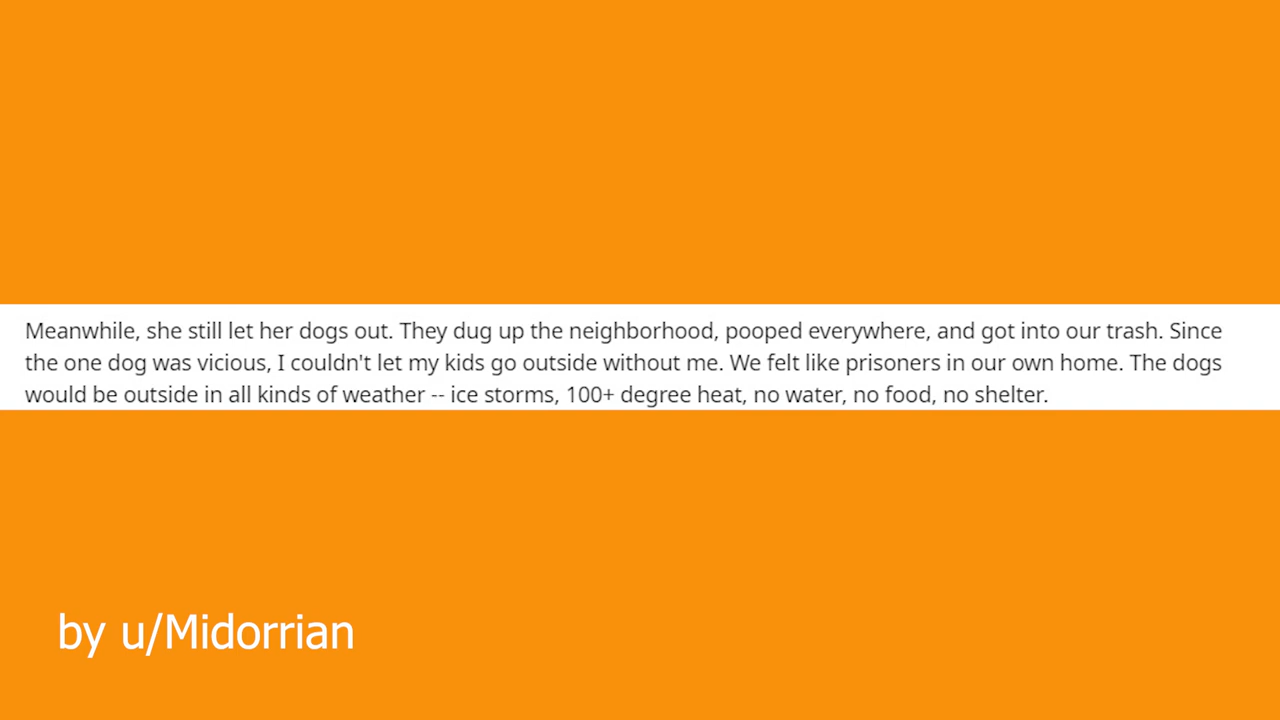 Meanwhile, she still let her dogs out. They dug up the neighborhood, pooped everywhere, and got into our trash. Since
the one dog was vicious, I couldn't let my kids go outside without me. We felt like prisoners in our own home. The dogs
would be outside in all kinds of weather -- ice storms, 100+ degree heat, no water, no food, no shelter.
by u/Midorrian